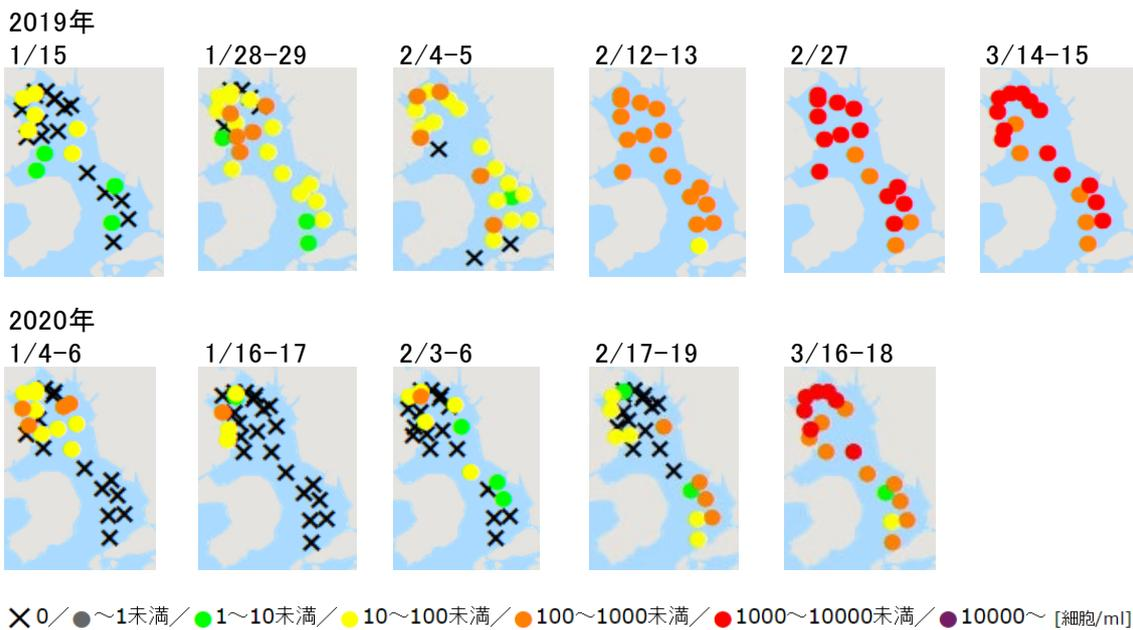 2019年
1/15 1/28-29 2/4-5 2/12-13 2/27 3/14-15
2020年
1/4-6 1/16-17 2/3-6 2/17-19 3/16-18
0／～1未満／1～10未満／10～100未満／100～1000未満／1000～10000未満／10000～ [細胞/ml]